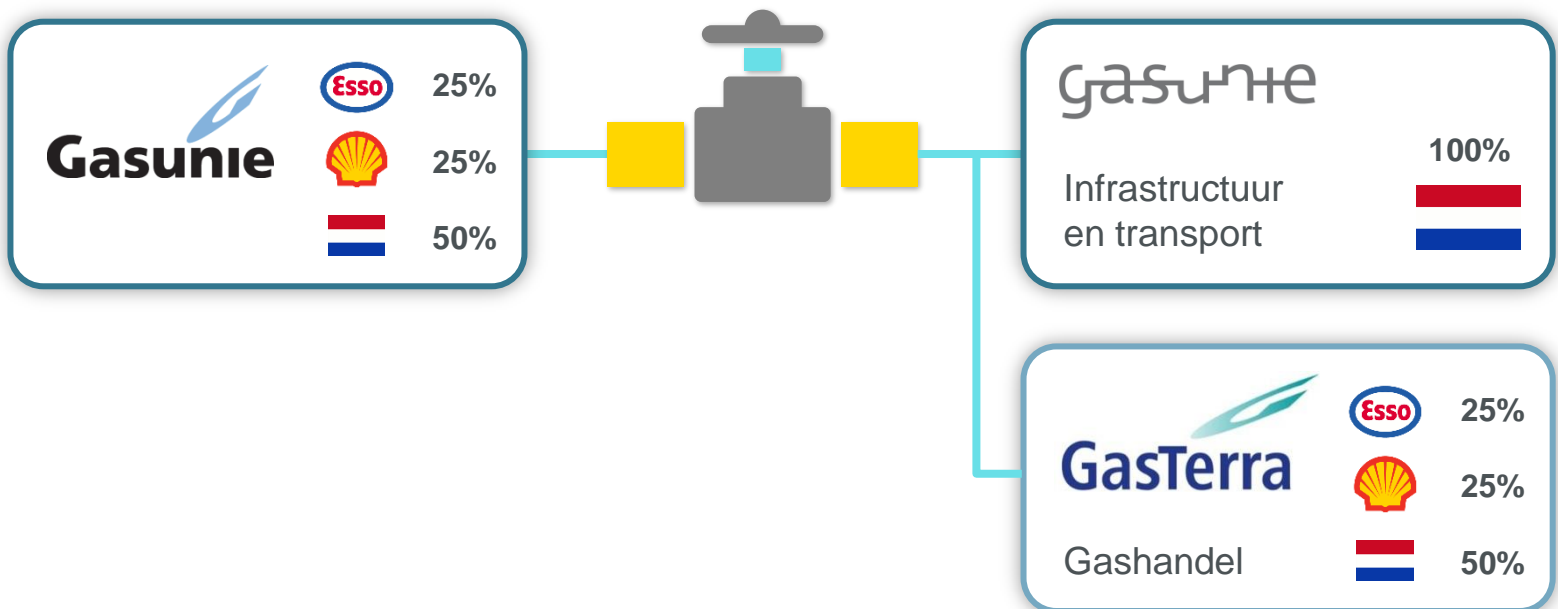 Gasunie
Esso 25%
25%
50%
gasunie
100%
Infrastructuur
en transport
GasTerra
Esso 25%
25%
Gashandel 50%